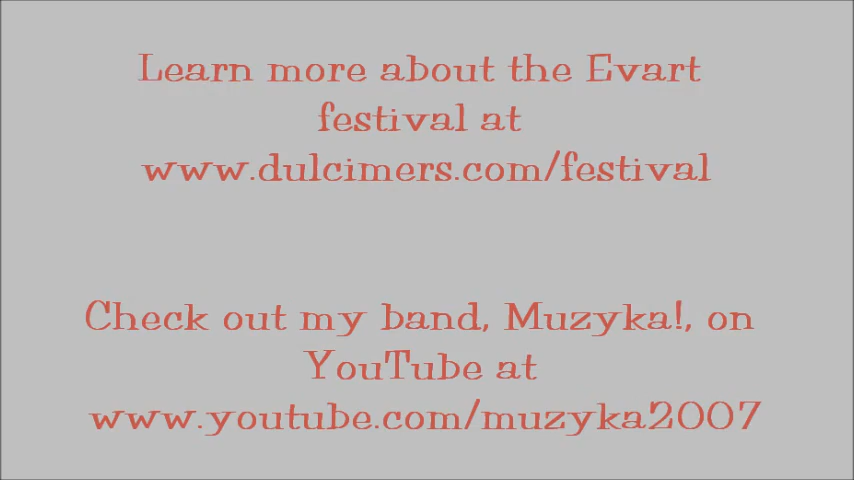 Learn more about the Evart
festival at
www.dulcimers.com/festival
Check out my band, Muzyka!, on
YouTube at
www.youtube.com/muzyka2007